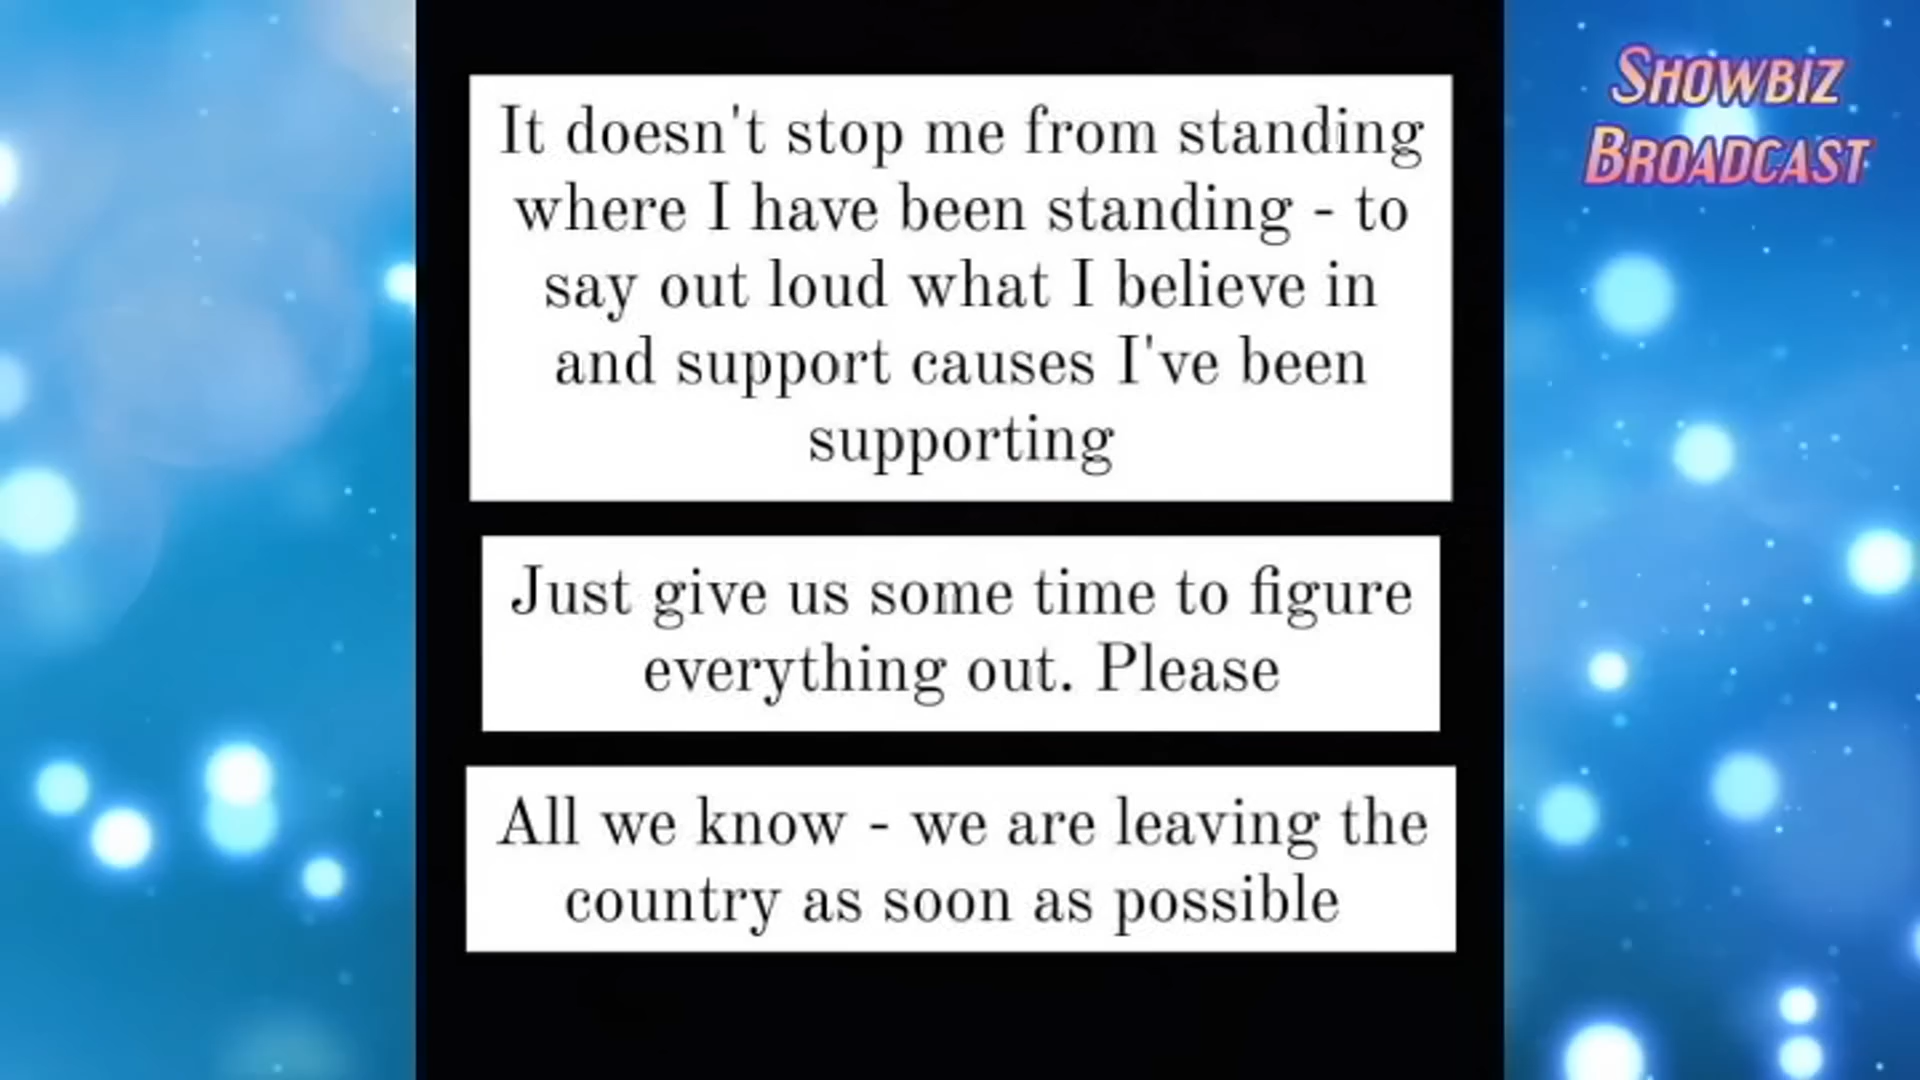 SHOWBIZ
BROADCAST
It doesn't stop me from standing
where I have been standing - to
say out loud what I believe in
and support causes I've been
supporting
Just give us some time to figure
everything out. Please
All we know - we are leaving the
country as soon as possible